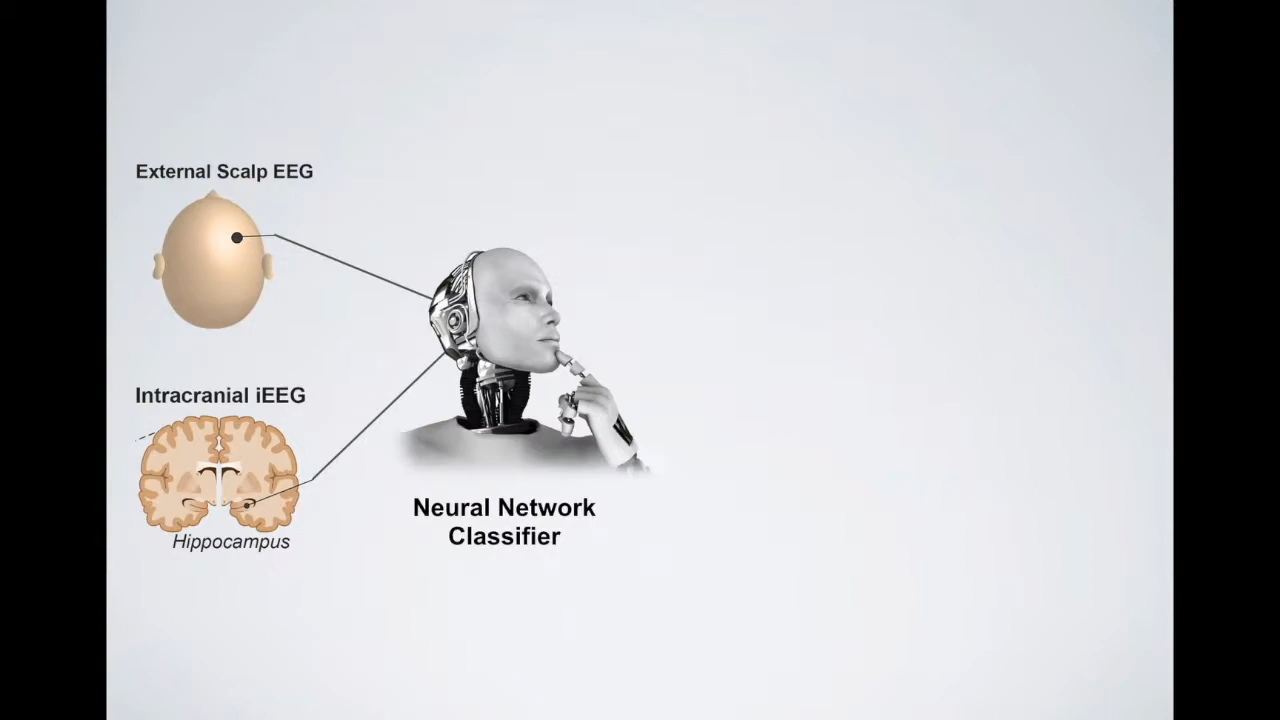 External Scalp EEG
Intracranial iEEG
Hippocampus
Neural Network
Classifier